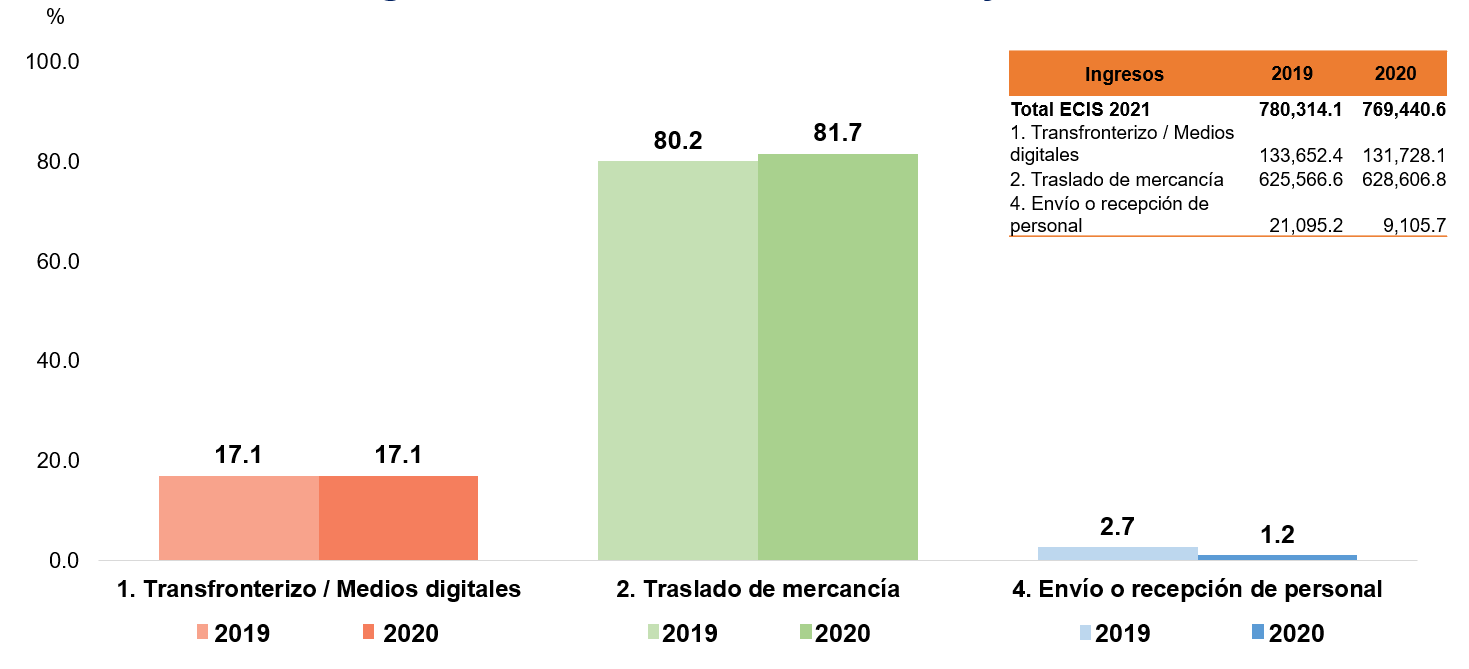 %
100.0
80.0
60.0
40.0
20.0
0.0
17.1
17.1
80.2
81.7
2.7
1.2
1. Transfronterizo / Medios digitales
2. Traslado de mercancía
4. Envío o recepción de personal
2019
2020
2019
2020
2019
2020
Ingresos 2019 2020
Total ECIS 2021 780,314.1 769,440.6
1. Transfronterizo / Medios
digitales 133,652.4 131,728.1
2. Traslado de mercancía 625,566.6 628,606.8
4. Envío o recepción de
personal 21,095.2 9,105.7